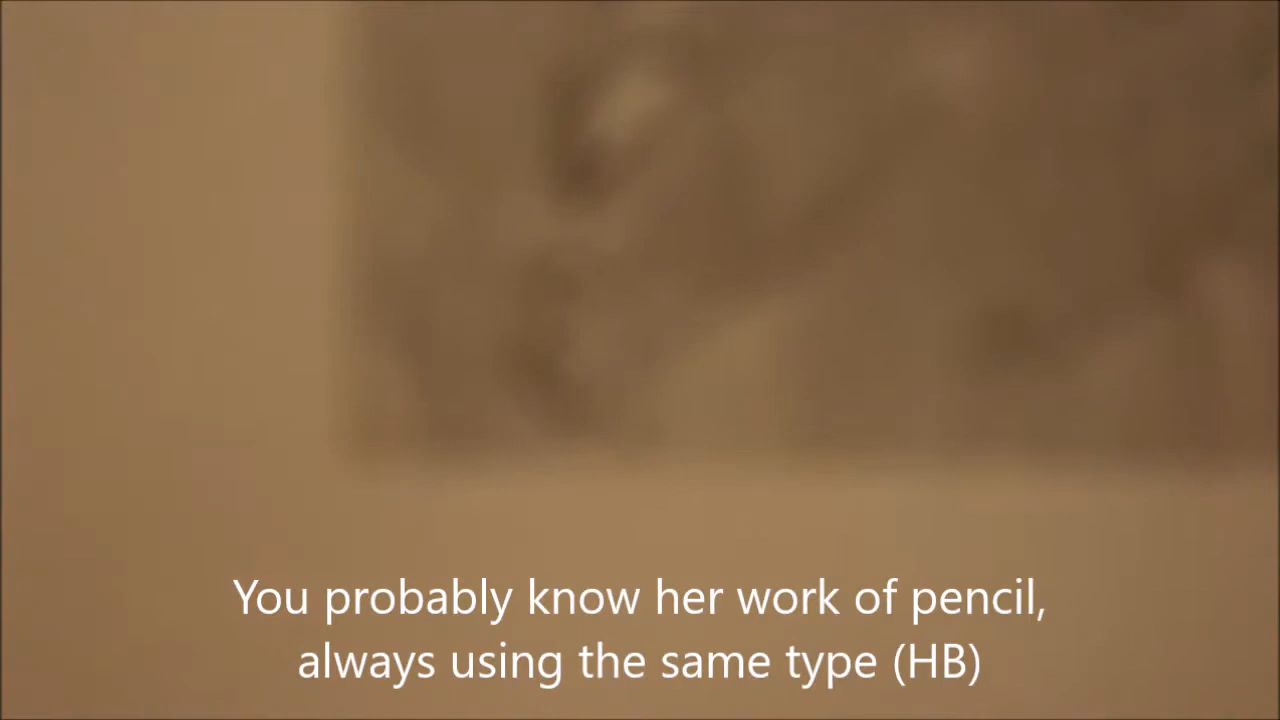 You probably know her work of pencil,
always using the same type (HB)